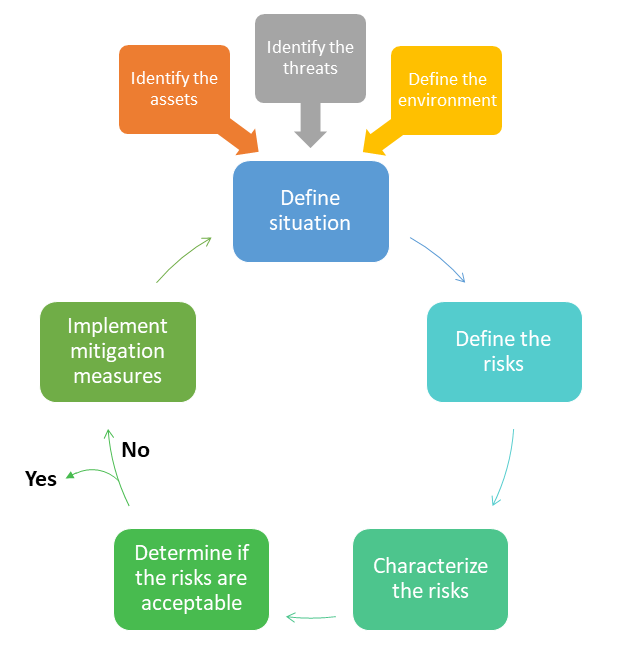 Identify the
assets
Identify the
threats
Define the
environment
Define
situation
Define the
risks
Characterize
the risks
Determine if
the risks are
acceptable
No
Yes
Implement
mitigation
measures